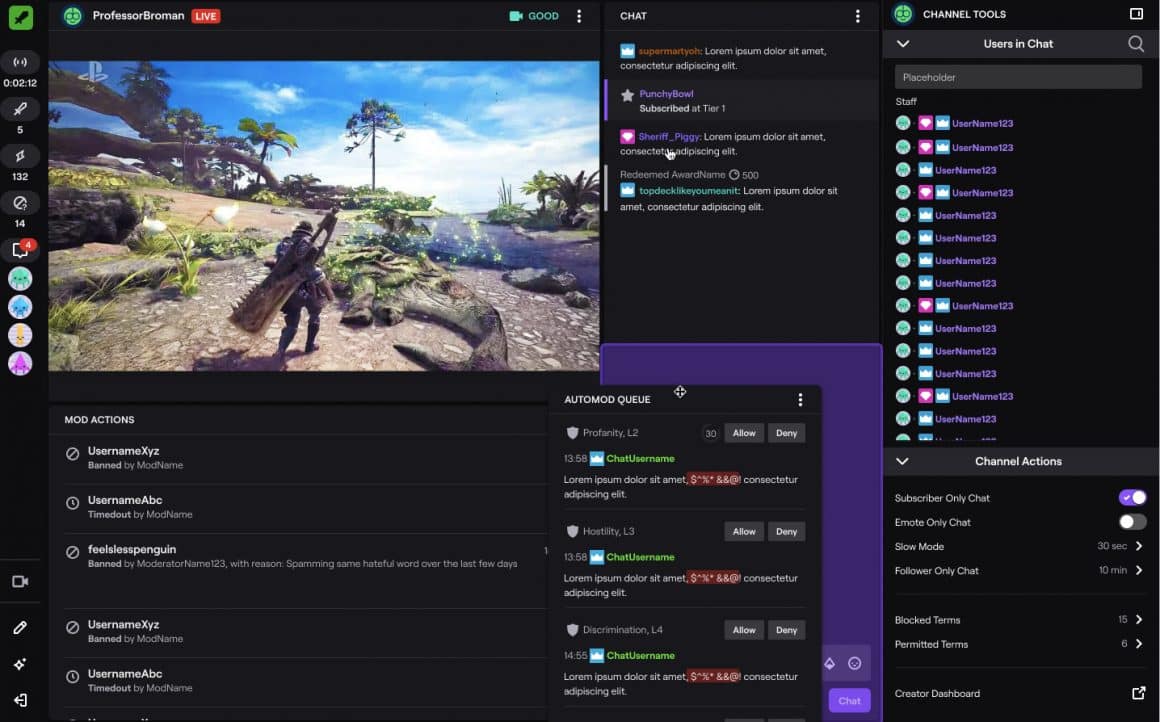 ProfessorBroman LIVE
GOOD
0:02:12
5
132
14
4
CHAT
supermartyoh: Lorem ipsum dolor sit amet,
consectetur adipiscing elit.
PunchyBowl
Subscribed at Tier 1
Sheriff_Piggy: Lorem ipsum dolor sit amet,
consectetur adipiscing elit.
Redeemed AwardName 500
topdecklikeyoumeanit: Lorem ipsum dolor sit
amet, consectetur adipiscing elit.
MOD ACTIONS
UsernameXyz
Banned by ModName
UsernameAbc
Timeout by ModName
feelslesspenguin
Banned by ModeratorName123, with reason: Spamming same hateful word over the last few days
UsernameXyz
Banned by ModName
UsernameAbc
Timedout by ModName
AUTOMOD QUEUE
Profanity, L2 30 Allow Deny
13:58 ChatUsername
Lorem ipsum dolor sit amet, $^%* &&@! consectetur
adipiscing elit.
Hostility, L3 Allow Deny
13:58 ChatUsername
Lorem ipsum dolor sit amet, $^%* &&@! consectetur
adipiscing elit.
Discrimination, L4 Allow Deny
14:55 ChatUsername
Lorem ipsum dolor sit amet, $^%* &&@! consectetur
adipiscing elit.
Chat
CHANNEL TOOLS
Users in Chat
Placeholder
Staff
UserName123
UserName123
UserName123
UserName123
UserName123
UserName123
UserName123
UserName123
UserName123
UserName123
UserName123
UserName123
UserName123
UserName123
Channel Actions
Subscriber Only Chat
Emote Only Chat
Slow Mode 30 sec
Follower Only Chat 10 min
Blocked Terms 15
Permitted Terms 6
Creator Dashboard